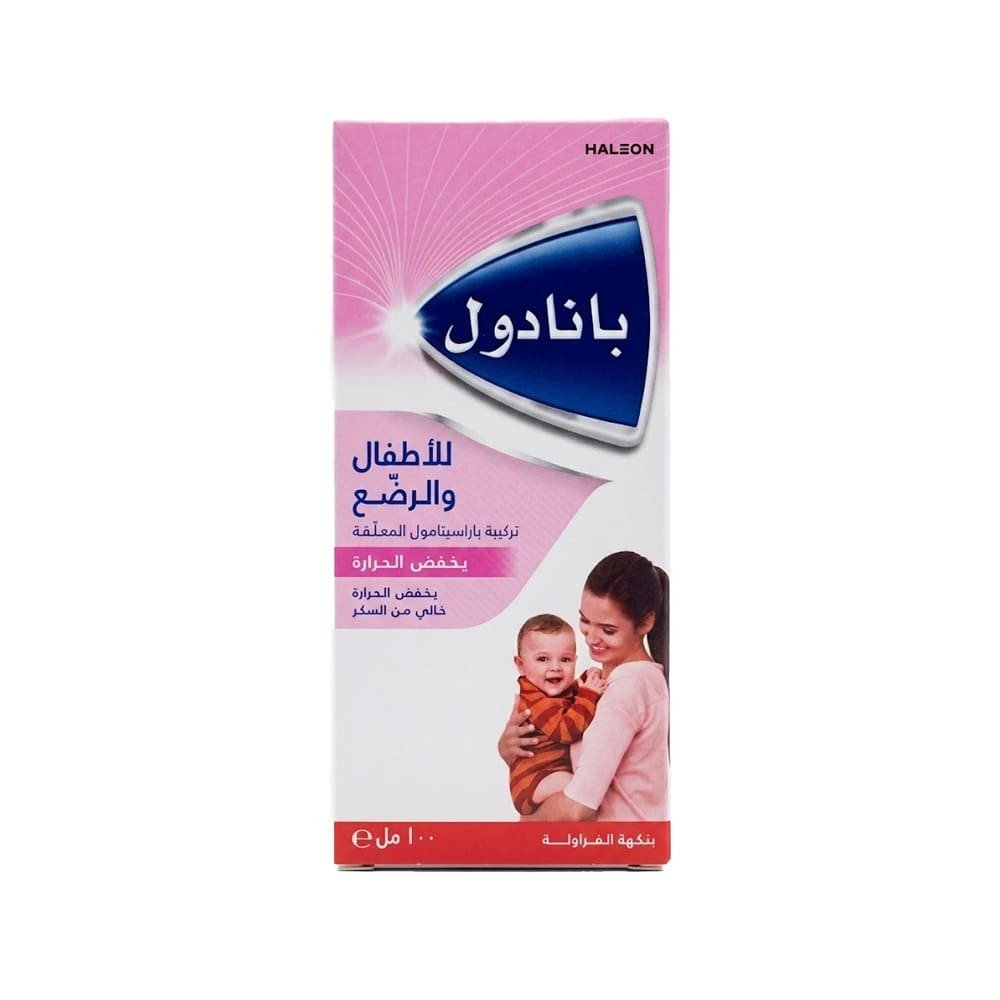 HALEON
بانادول
للأطفال
والرضّع
تركيبة باراسيتامول المعلّقة
يخفض الحرارة
يخفض الحرارة
خالي من السكر
بنكهة الفراولة
١٠٠ مل e